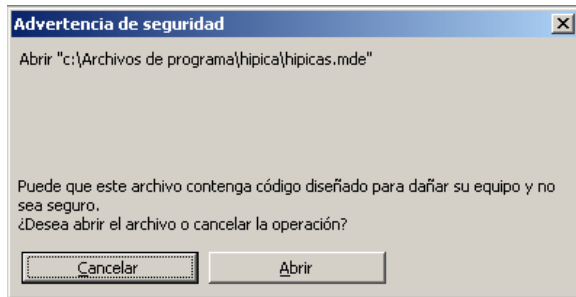 Advertencia de seguridad
Abrir "c:\Archivos de programa\hipica\hipicas.mde"
Puede que este archivo contenga código diseñado para dañar su equipo y no
sea seguro.
¿Desea abrir el archivo o cancelar la operación?
Cancelar Abrir